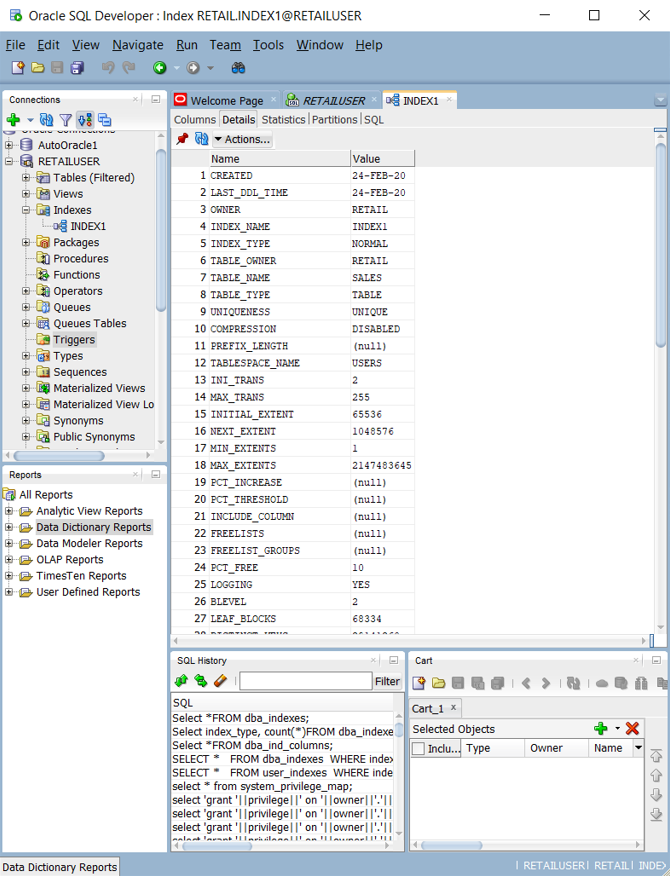 Oracle SQL Developer : Index RETAIL.INDEX1@RETAILUSER
File Edit View Navigate Run Team Tools Window Help
Connections
AutoOracle1
RETAILUSER
Tables (Filtered)
Views
Indexes
INDEX1
Packages
Procedures
Functions
Operators
Queues
Queues Tables
Triggers
Types
Sequences
Materialized Views
Materialized View Lo
Synonyms
Public Synonyms
Reports
All Reports
Analytic View Reports
Data Dictionary Reports
Data Modeler Reports
OLAP Reports
TimesTen Reports
User Defined Reports
Welcome Page RETAILUSER INDEX1
Columns Details Statistics Partitions SQL
Actions...
Name Value
1 CREATED 24-FEB-20
2 LAST_DDL_TIME 24-FEB-20
3 OWNER RETAIL
4 INDEX_NAME INDEX1
5 INDEX_TYPE NORMAL
6 TABLE_OWNER RETAIL
7 TABLE_NAME SALES
8 TABLE_TYPE TABLE
9 UNIQUENESS UNIQUE
10 COMPRESSION DISABLED
11 PREFIX_LENGTH (null)
12 TABLESPACE_NAME USERS
13 INI_TRANS 2
14 MAX_TRANS 255
15 INITIAL_EXTENT 65536
16 NEXT_EXTENT 1048576
17 MIN_EXTENTS 1
18 MAX_EXTENTS 2147483645
19 PCT_INCREASE (null)
20 PCT_THRESHOLD (null)
21 INCLUDE_COLUMN (null)
22 FREELISTS (null)
23 FREELIST_GROUPS (null)
24 PCT_FREE 10
25 LOGGING YES
26 BLEVEL 2
27 LEAF_BLOCKS 68334
SQL History
Filter
SQL
Select *FROM dba_indexes;
Select index_type, count(*)FROM dba_indexe
Select *FROM dba_ind_columns;
SELECT * FROM dba_indexes WHERE index
SELECT * FROM user_indexes WHERE inde
select * from system_privilege_map;
select 'grant '||privilege||' on '||owner||'.'||
select 'grant '||privilege||' on '||owner||'.'||
select 'grant '||privilege||' on '||owner||'.'||
Cart
Cart_1 x
Selected Objects
Inclu... Type Owner Name
Data Dictionary Reports
RETAILUSER| RETAIL| INDE